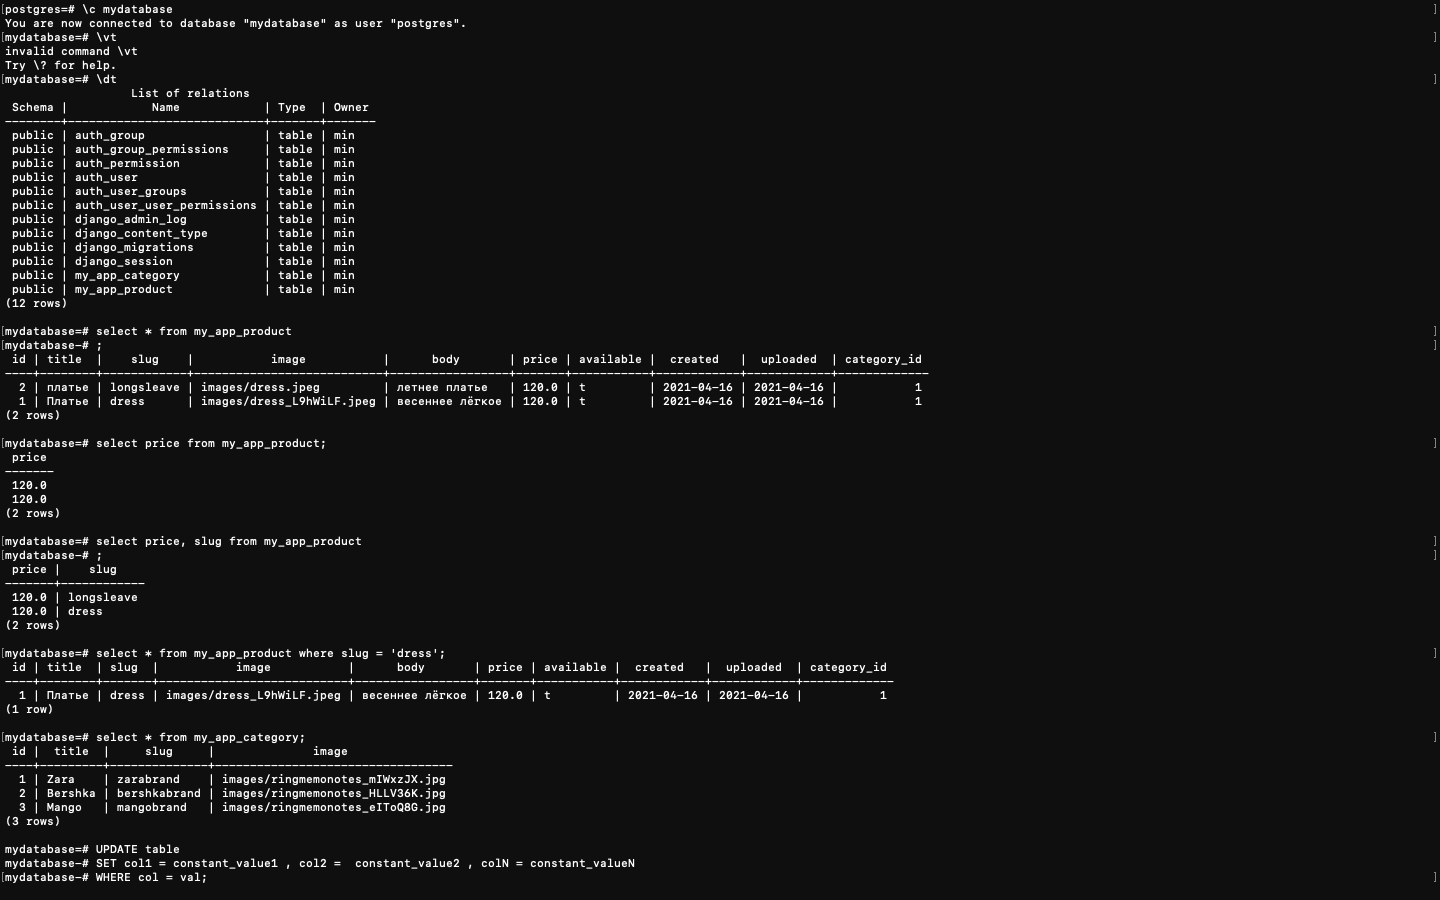 [postgres=# \c mydatabase ]
You are now connected to database "mydatabase" as user "postgres".
[mydatabase=# \vt ]
invalid command \vt
Try \? for help.
[mydatabase=# \dt ]
List of relations
Schema | Name | Type | Owner
--------+----------------------------+-------+-------
public | auth_group | table | min
public | auth_group_permissions | table | min
public | auth_permission | table | min
public | auth_user | table | min
public | auth_user_groups | table | min
public | auth_user_user_permissions | table | min
public | django_admin_log | table | min
public | django_content_type | table | min
public | django_migrations | table | min
public | django_session | table | min
public | my_app_category | table | min
public | my_app_product | table | min
(12 rows)
[mydatabase=# select * from my_app_product ]
[mydatabase-# ; ]
id | title | slug | image | body | price | available | created | uploaded | category_id
----+--------+------------+---------------------------+-----------------+-------+-----------+------------+------------+-------------
2 | платье | longsleave | images/dress.jpeg | летнее платье | 120.0 | t | 2021-04-16 | 2021-04-16 | 1
1 | Платье | dress | images/dress_L9hWiLF.jpeg | весеннее лёгкое | 120.0 | t | 2021-04-16 | 2021-04-16 | 1
(2 rows)
[mydatabase=# select price from my_app_product; ]
price
-------
120.0
120.0
(2 rows)
[mydatabase=# select price, slug from my_app_product ]
[mydatabase-# ; ]
price | slug
-------+------------
120.0 | longsleave
120.0 | dress
(2 rows)
[mydatabase=# select * from my_app_product where slug = 'dress'; ]
id | title | slug | image | body | price | available | created | uploaded | category_id
----+--------+-------+---------------------------+-----------------+-------+-----------+------------+------------+-------------
1 | Платье | dress | images/dress_L9hWiLF.jpeg | весеннее лёгкое | 120.0 | t | 2021-04-16 | 2021-04-16 | 1
(1 row)
[mydatabase=# select * from my_app_category; ]
id | title | slug | image
----+---------+--------------+----------------------------------
1 | Zara | zarabrand | images/ringmemonotes_mIWxzJX.jpg
2 | Bershka | bershkabrand | images/ringmemonotes_HLLV36K.jpg
3 | Mango | mangobrand | images/ringmemonotes_eIToQ8G.jpg
(3 rows)
mydatabase=# UPDATE table
mydatabase-# SET col1 = constant_value1 , col2 =  constant_value2 , colN = constant_valueN
[mydatabase-# WHERE col = val; ]